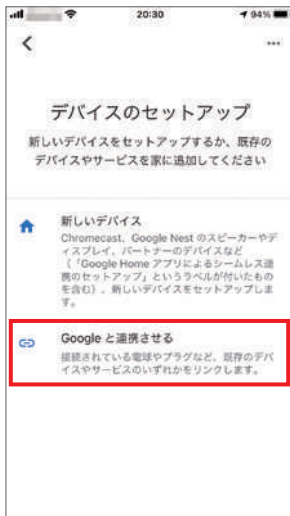 20:30
94%
デバイスのセットアップ
新しいデバイスをセットアップするか、既存の
デバイスやサービスを家に追加してください
新しいデバイス
Chromecast、Google Nest のスピーカーやデ
ィスプレイ、パートナーのデバイスなど
（「Google Home アプリによるシームレス連
携のセットアップ」というラベルが付いたもの
を含む）、新しいデバイスをセットアップしま
す。
Google と連携させる
接続されている電球やプラグなど、既存のデバ
イスやサービスのいずれかをリンクします。